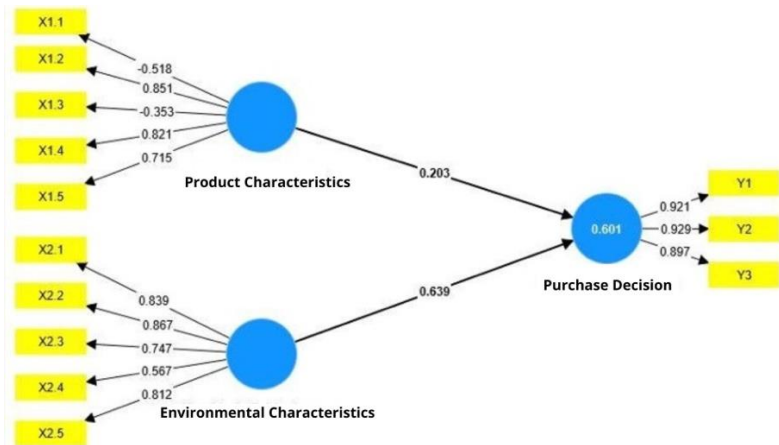 X1.1
X1.2
X1.3
X1.4
X1.5
-0.518
0.851
-0.353
0.821
0.715
Product Characteristics
0.203
X2.1
X2.2
X2.3
X2.4
X2.5
0.839
0.867
0.747
0.567
0.812
Environmental Characteristics
0.639
0.601
Purchase Decision
0.921
0.929
0.897
Y1
Y2
Y3